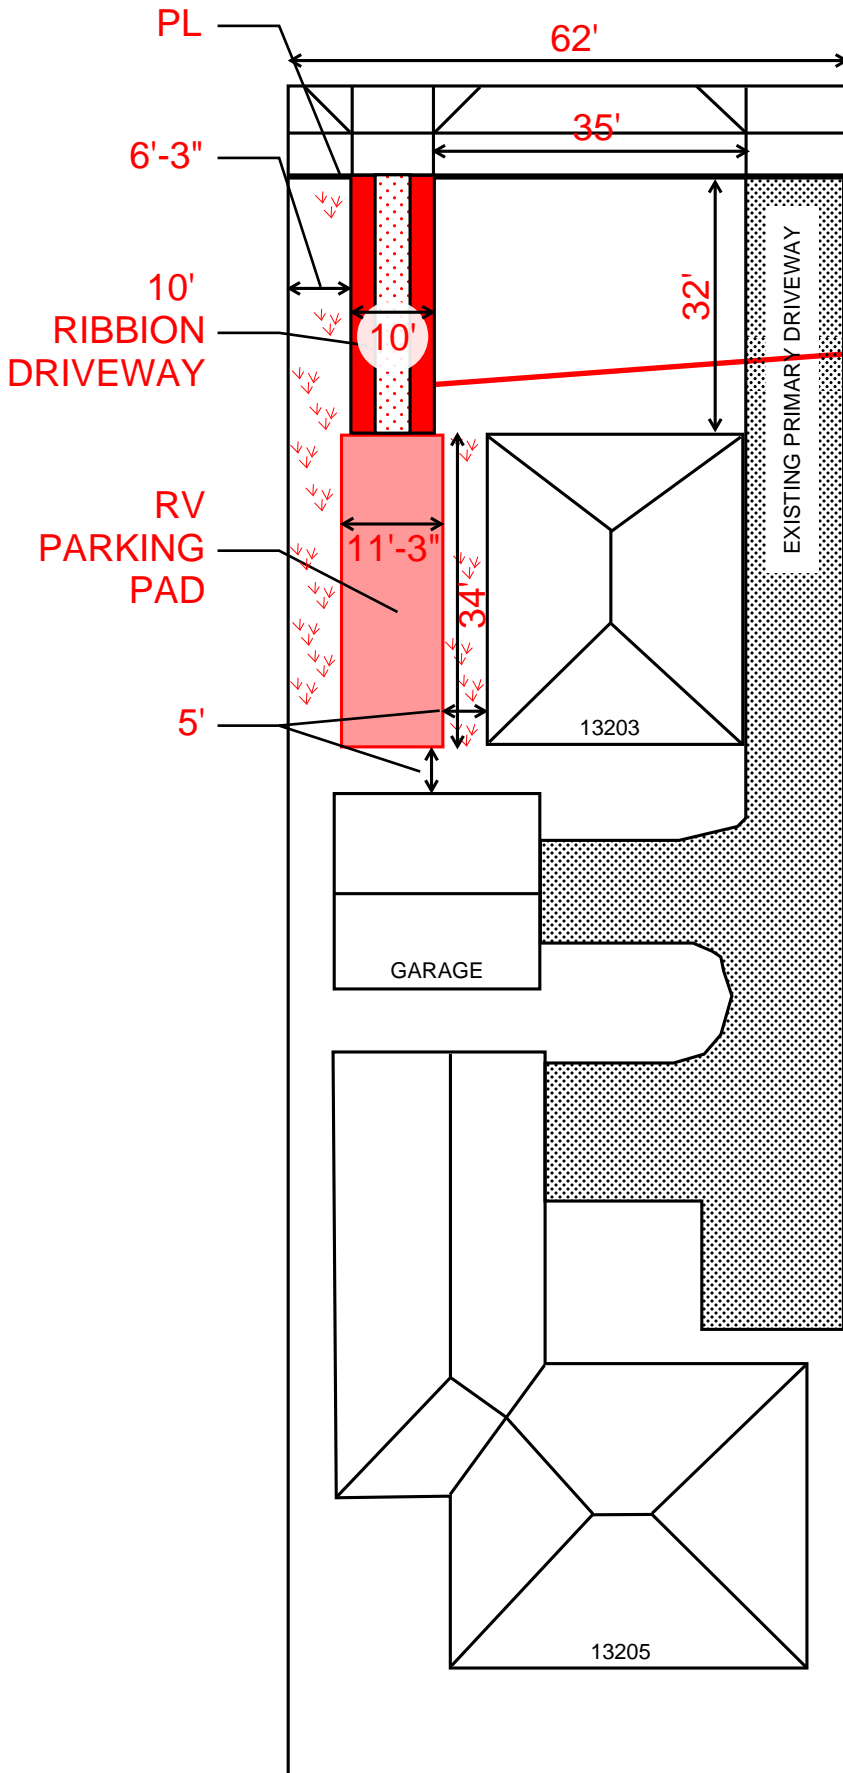 PL
62'
35'
6'-3"
10'
RIBBION
DRIVEWAY
10'
32'
EXISTING PRIMARY DRIVEWAY
RV
PARKING
PAD
11'-3"
34'
5'
13203
GARAGE
13205